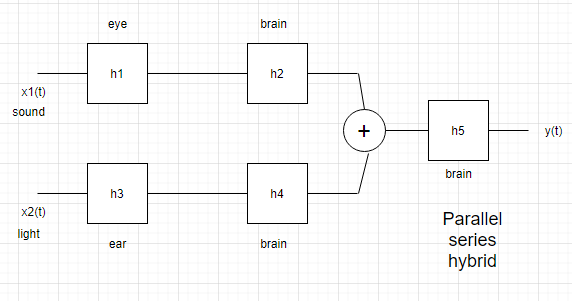 eye
brain
h1
h2
x1(t)
sound
+
h5
y(t)
brain
h3
h4
x2(t)
light
ear
brain
Parallel
series
hybrid